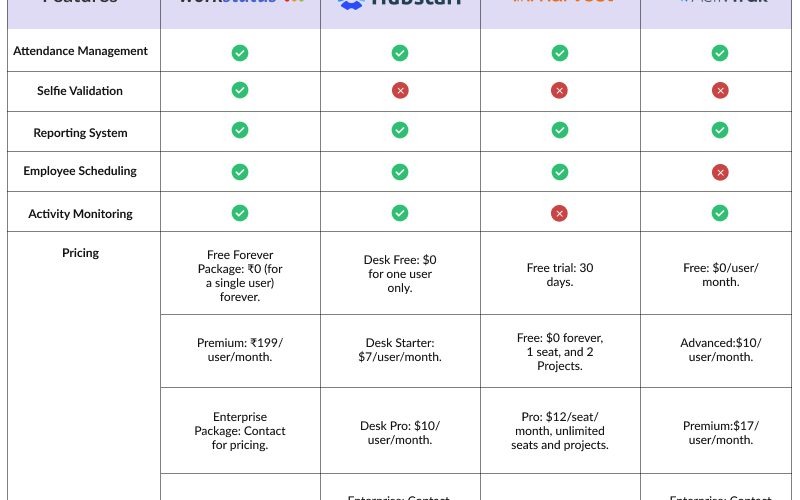 Features workstatus Hubstaff HARVEST ActivTrak
Attendance Management
Selfie Validation
Reporting System
Employee Scheduling
Activity Monitoring
Pricing
Free Forever
Package: ₹0 (for
a single user)
forever.
Desk Free: $0
for one user
only.
Free trial: 30
days.
Free: $0/user/
month.
Premium: ₹199/
user/month.
Desk Starter:
$7/user/month.
Free: $0 forever,
1 seat, and 2
Projects.
Advanced:$10/
user/month.
Enterprise
Package: Contact
for pricing.
Desk Pro: $10/
user/month.
Pro: $12/seat/
month, unlimited
seats and projects.
Premium:$17/
user/month.
Enterprise: Contact
Enterprise: Contact